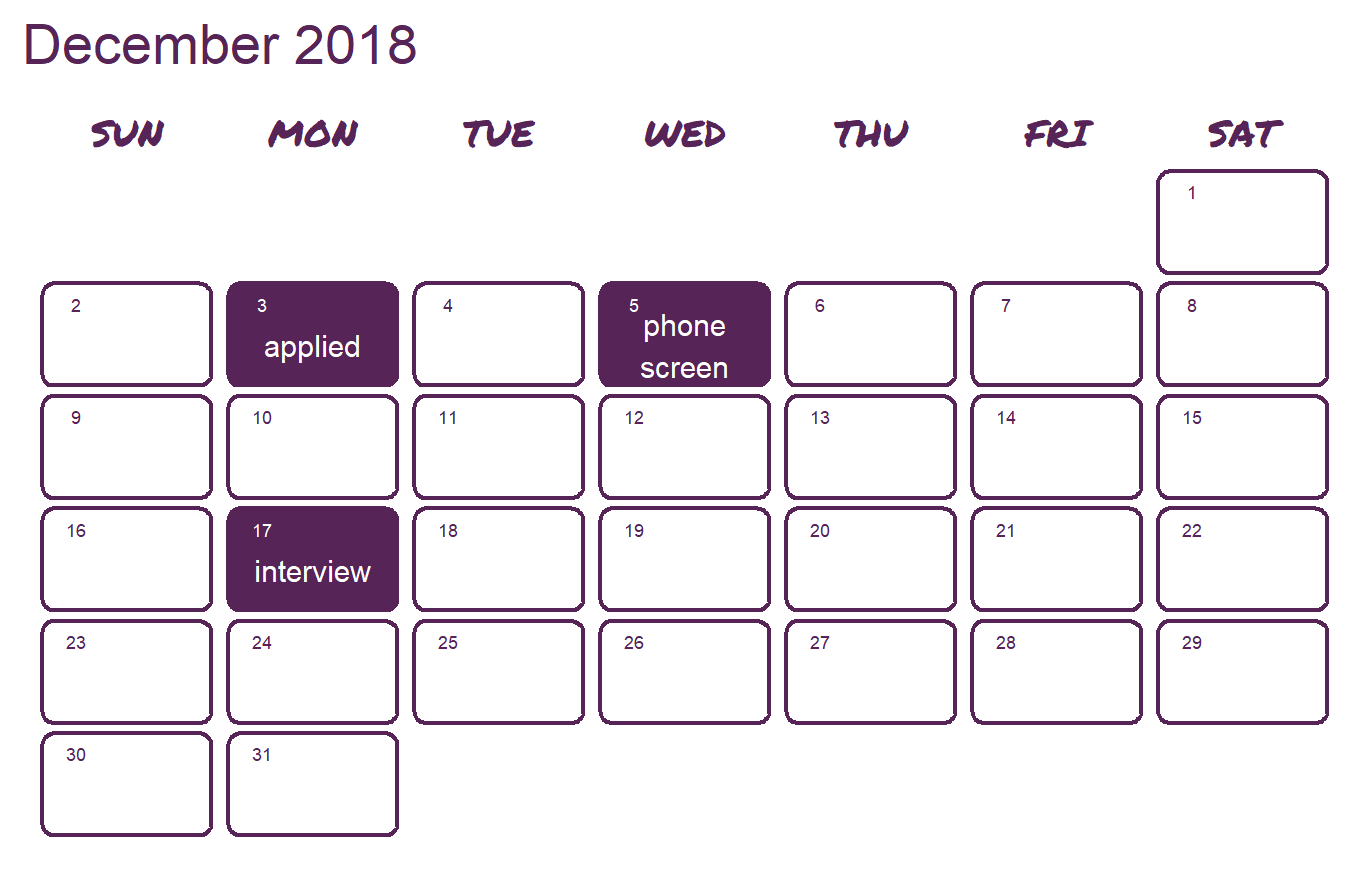 December 2018
SUN MON TUE WED THU FRI SAT
1
2 3 4 5 6 7 8
applied phone
screen
9 10 11 12 13 14 15
16 17 18 19 20 21 22
interview
23 24 25 26 27 28 29
30 31